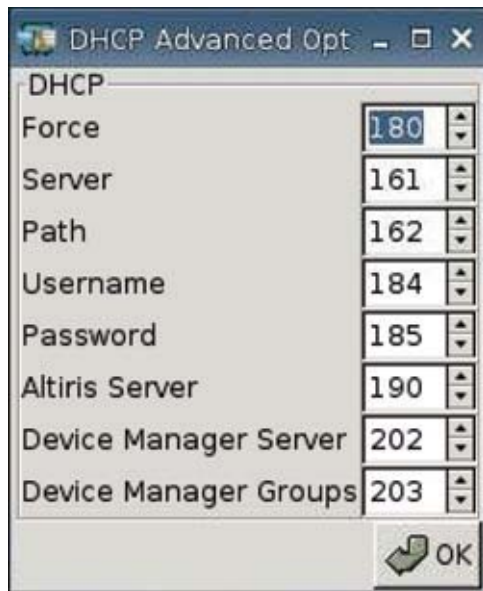 DHCP Advanced Opt
DHCP
Force 180
Server 161
Path 162
Username 184
Password 185
Altiris Server 190
Device Manager Server 202
Device Manager Groups 203
OK